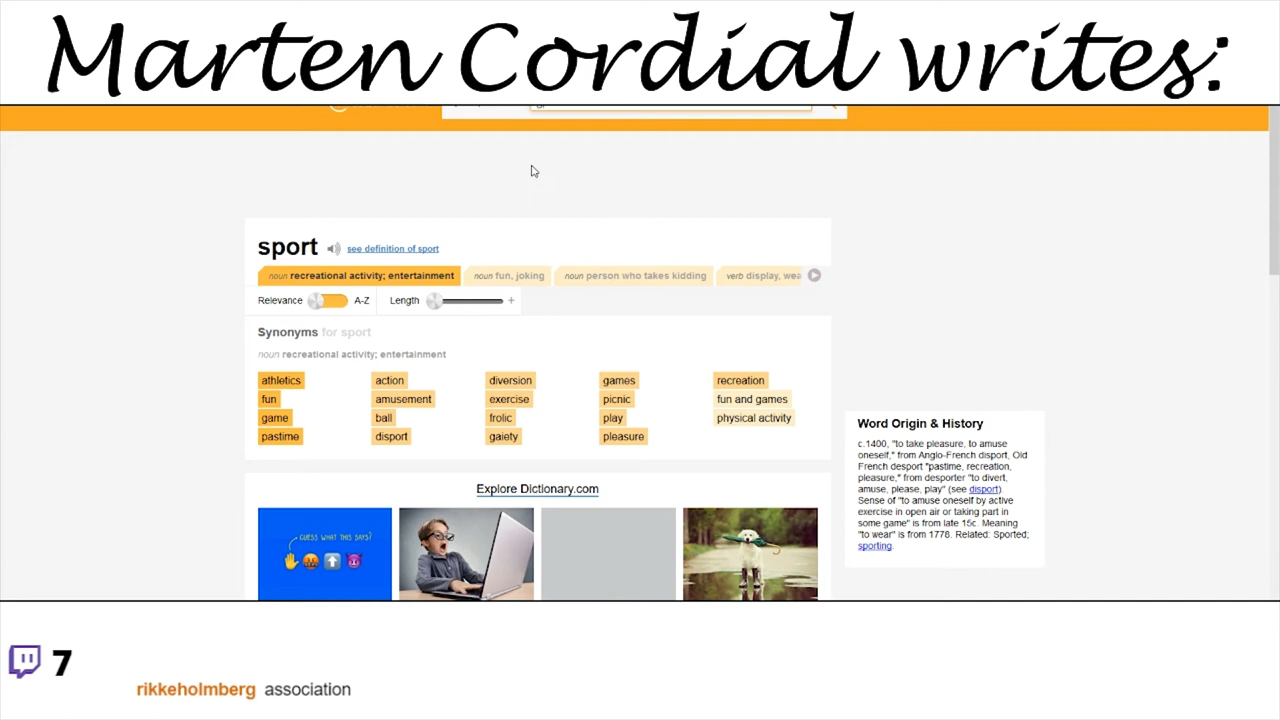 Marten Cordial writes:
sport see definition of sport
noun recreational activity; entertainment noun fun, joking noun person who takes kidding verb display, wea
Relevance A-Z Length +
Synonyms for sport
noun recreational activity; entertainment
athletics action diversion games recreation
fun amusement exercise picnic fun and games
game ball frolic play physical activity
pastime disport gaiety pleasure
Word Origin & History
c.1400, "to take pleasure, to amuse
oneself," from Anglo-French disport, Old
French desport "pastime, recreation,
pleasure," from desporter "to divert,
amuse, please, play" (see disport).
Sense of "to amuse oneself by active
exercise in open air or taking part in
some game" is from late 15c. Meaning
"to wear" is from 1778. Related: Sported;
sporting.
Explore Dictionary.com
GUESS WHAT THIS SAYS?
7
rikkeholmberg association